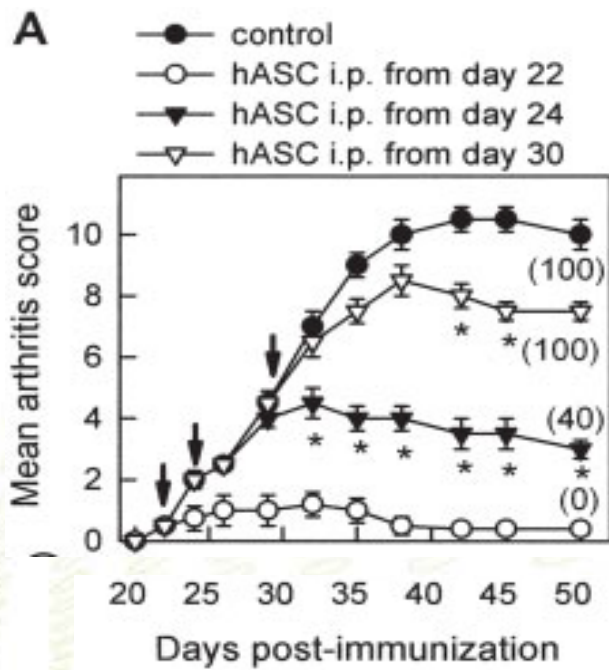 A
control
hASC i.p. from day 22
hASC i.p. from day 24
hASC i.p. from day 30
Mean arthritis score
10
8
6
4
2
0
(100)
* *
(100)
(40)
* * * * * *
(0)
20 25 30 35 40 45 50
Days post-immunization